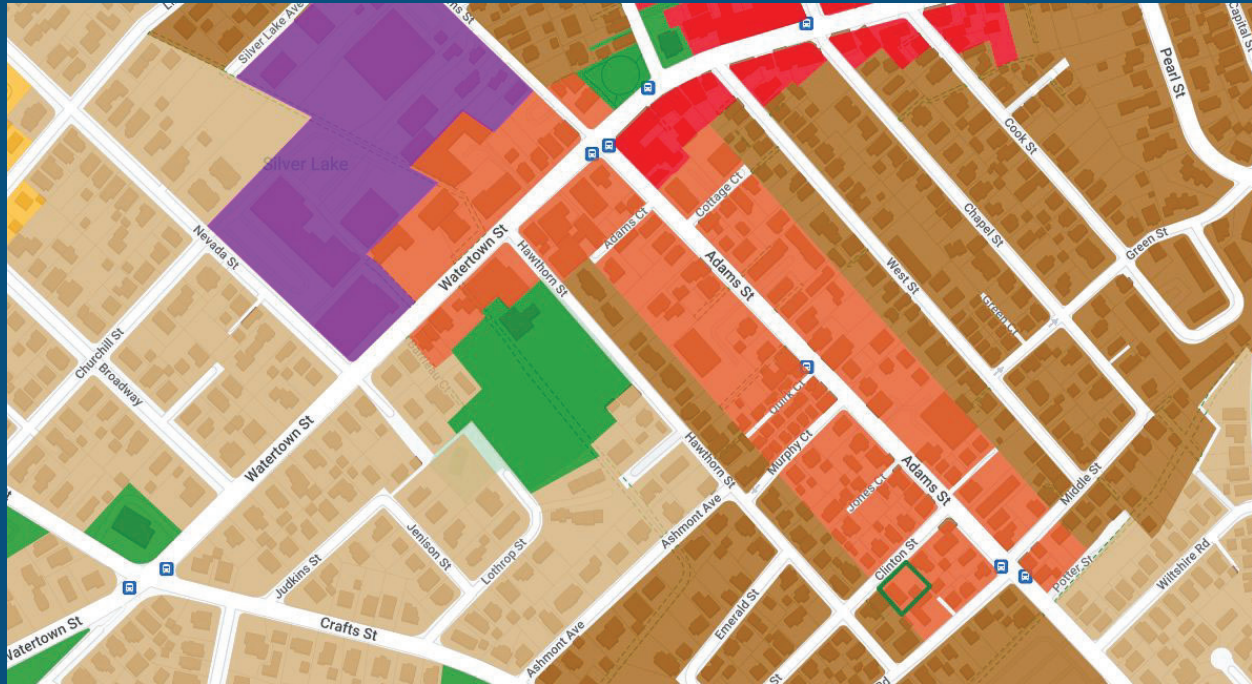 Silver Lake Ave
Pearl St
Capital St
Cook St
Silver Lake
Cottage Ct
Chapel St
Green St
Adams Ct
Nevada St
Watertown St
Hawthorn St
Adams St
West St
Green Ct
Churchill St
Broadway
Quirk Ct
Murphy Ct
Hawthorn St
Watertown St
Adams St
Middle St
Jones Ct
Ashmont Ave
Jenison St
Lothrop St
Judkins St
Clinton St
Potter St
Wiltshire Rd
Emerald St
Crafts St
Watertown St
Ashmont Ave
St
Rd